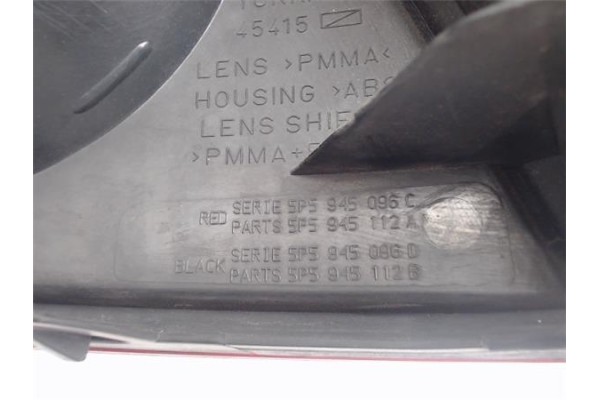 45415
LENS >PMMA<
HOUSING >ABS
LENS SHIE
>PMMA+
RED SERIE 5P5 945 096 C
PARTS 5P5 945 112 A
BLACK SERIE 5P5 945 096 D
PARTS 5P5 945 112 B